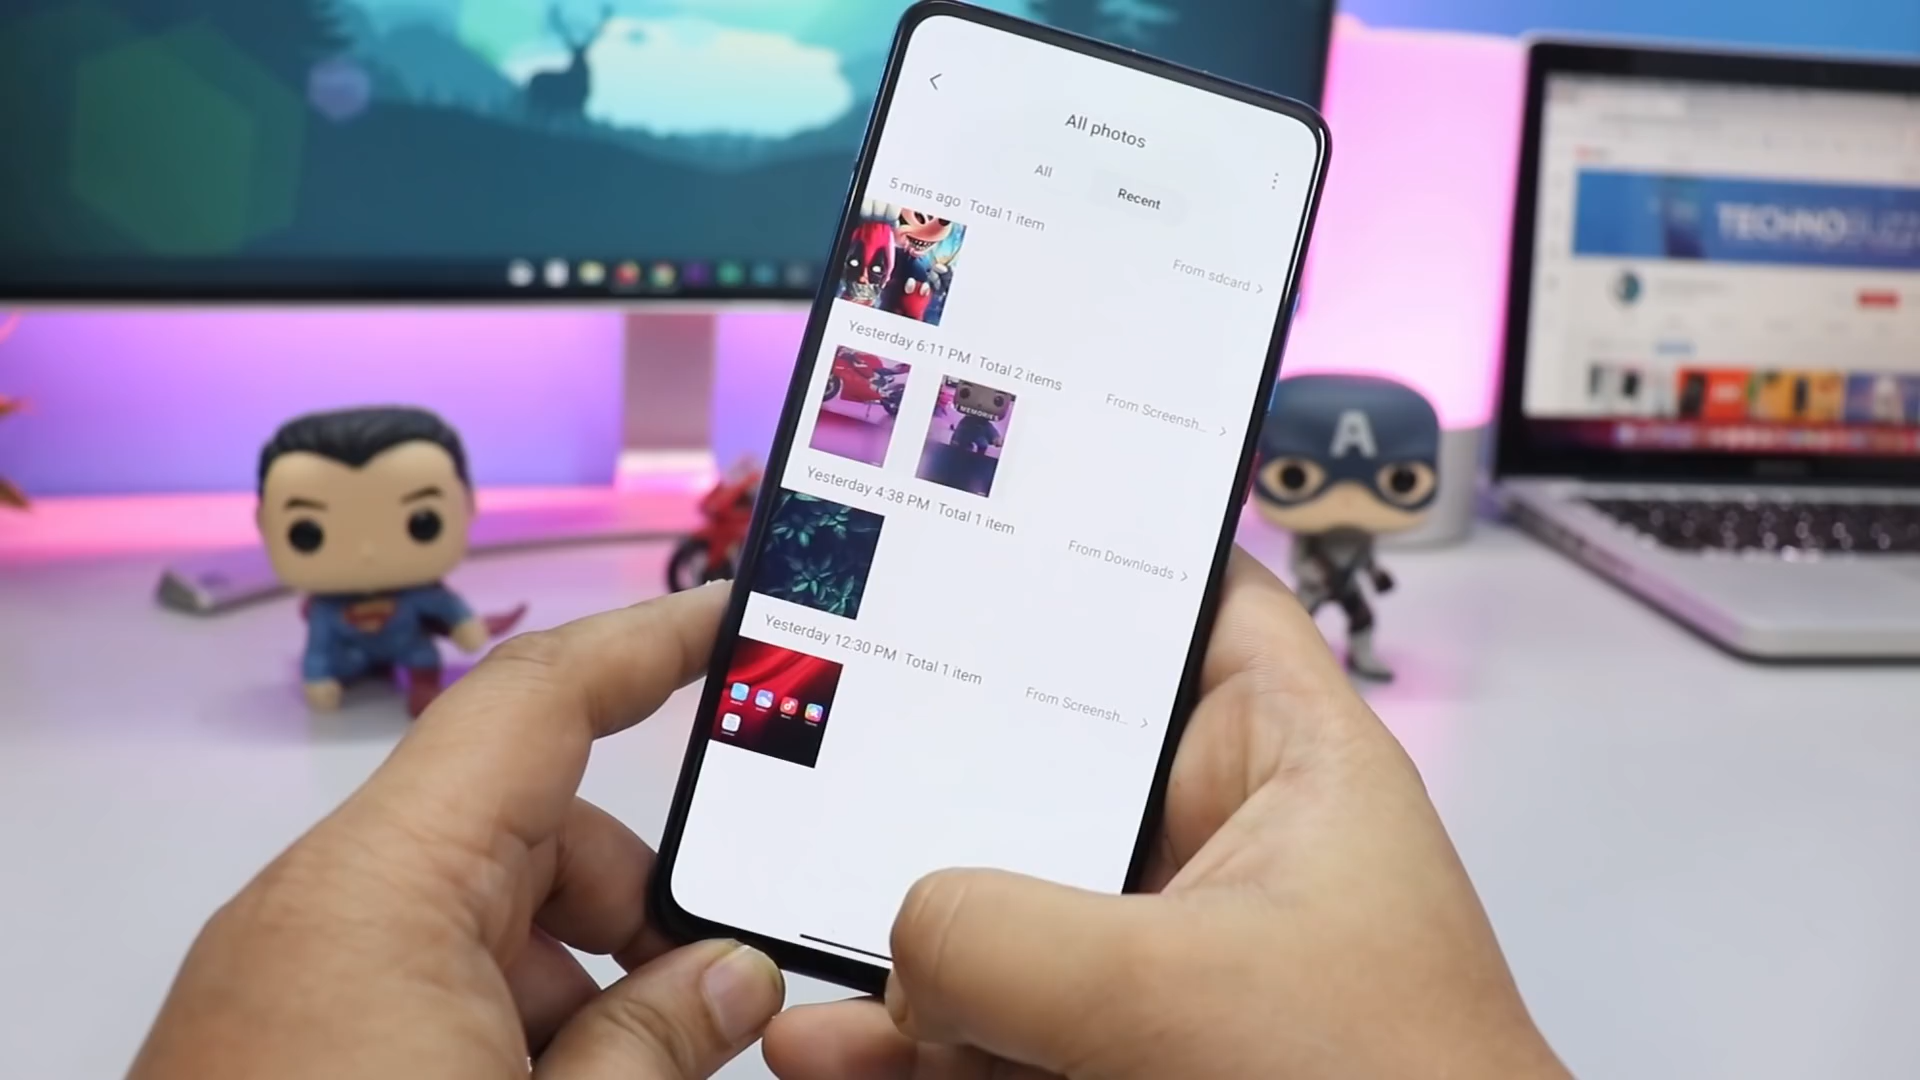 All photos
All
Recent
5 mins ago Total 1 item
From sdcard >
Yesterday 6:11 PM Total 2 items
MEMORIES
From Screensh... >
Yesterday 4:38 PM Total 1 item
From Downloads >
Yesterday 12:30 PM Total 1 item
From Screensh... >
A